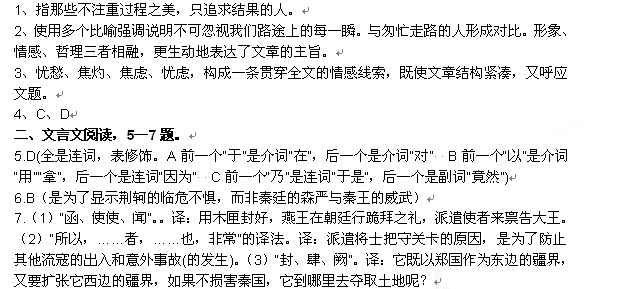 1、指那些不注重过程之美，只追求结果的人。
2、使用多个比喻强调说明不可忽视我们路途上的每一瞬。与匆忙走路的人形成对比。形象、
情感、哲理三者相融，更生动地表达了文章的主旨。
3、忧愁、焦灼、焦虑、忧虑，构成一条贯穿全文的情感线索，既使文章结构紧凑，又呼应
文题。
4、C、D
二、文言文阅读，5—7题。
5.D(全是连词，表修饰。A 前一个"于"是介词"在"，后一个是介词"对"  B 前一个"以"是介词
"用""拿"，后一个是连词"因为"  C 前一个"乃"是连词"于是"，后一个是副词"竟然")
6.B（是为了显示荆轲的临危不惧，而非秦廷的森严与秦王的威武）
7.（1）"函、使使、闻"。。译：用木匣封好，燕王在朝廷行跪拜之礼，派遣使者来禀告大王。
（2）"所以，……者，……也，非常"的译法。译：派遣将士把守关卡的原因，是为了防止
其他流寇的出入和意外事故(的发生)。（3）"封、肆、阙"。译：它既以郑国作为东边的疆界，
又要扩张它西边的疆界，如果不损害秦国，它到哪里去夺取土地呢？